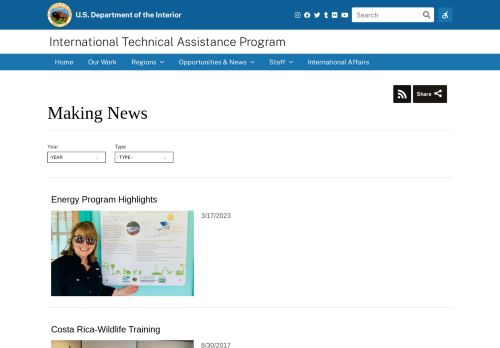 U.S. Department of the Interior
Search
International Technical Assistance Program
Home
Our Work
Regions
Opportunities & News
Staff
International Affairs
Share
Making News
Year
Type
-YEAR
- TYPE -
Energy Program Highlights
3/17/2023
Costa Rica-Wildlife Training
8/30/2017